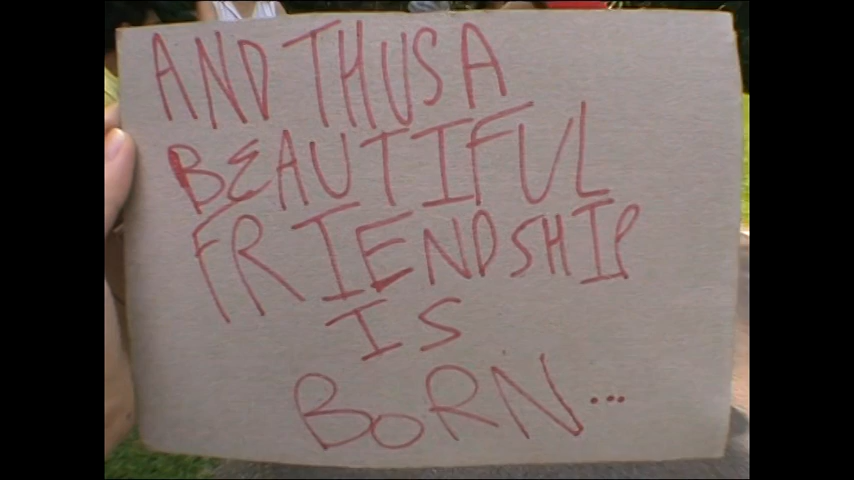 AND THUS A
BEAUTIFUL
FRIENDSHIP
IS
BORN...